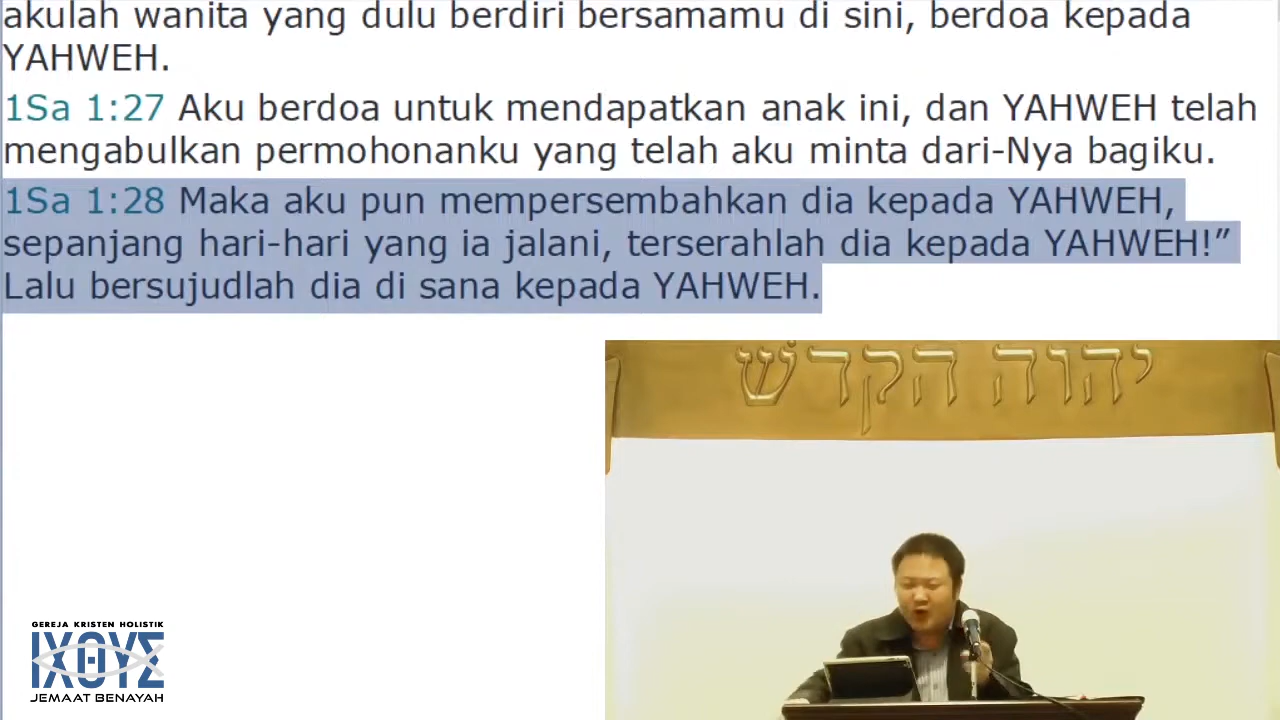 akulah wanita yang dulu berdiri bersamamu di sini, berdoa kepada
YAHWEH.
1Sa 1:27 Aku berdoa untuk mendapatkan anak ini, dan YAHWEH telah
mengabulkan permohonanku yang telah aku minta dari-Nya bagiku.
1Sa 1:28 Maka aku pun mempersembahkan dia kepada YAHWEH,
sepanjang hari-hari yang ia jalani, terserahlah dia kepada YAHWEH!”
Lalu bersujudlah dia di sana kepada YAHWEH.
יהוה הקדש
GEREJA KRISTEN HOLISTIK
ΙΧΘΥΣ
JEMAAT BENAYAH